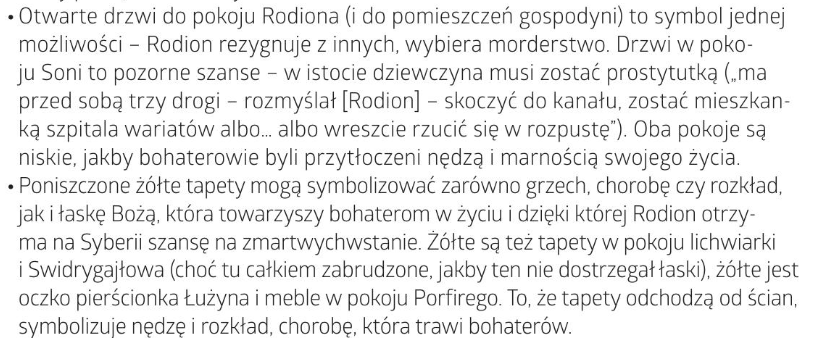 • Otwarte drzwi do pokoju Rodiona (i do pomieszczeń gospodyni) to symbol jednej
możliwości – Rodion rezygnuje z innych, wybiera morderstwo. Drzwi w poko-
ju Soni to pozorne szanse – w istocie dziewczyna musi zostać prostytutką („ma
przed sobą trzy drogi – rozmyślał [Rodion] – skoczyć do kanału, zostać mieszkan-
ką szpitala wariatów albo... albo wreszcie rzucić się w rozpustę”). Oba pokoje są
niskie, jakby bohaterowie byli przytłoczeni nędzą i marnością swojego życia.
• Poniszczone żółte tapety mogą symbolizować zarówno grzech, chorobę czy rozkład,
jak i łaskę Bożą, która towarzyszy bohaterom w życiu i dzięki której Rodion otrzy-
ma na Syberii szansę na zmartwychwstanie. Żółte są też tapety w pokoju lichwiarki
i Swidrygajłowa (choć tu całkiem zabrudzone, jakby ten nie dostrzegał łaski), żółte jest
oczko pierścionka Łużyna i meble w pokoju Porfirego. To, że tapety odchodzą od ścian,
symbolizuje nędzę i rozkład, chorobę, która trawi bohaterów.